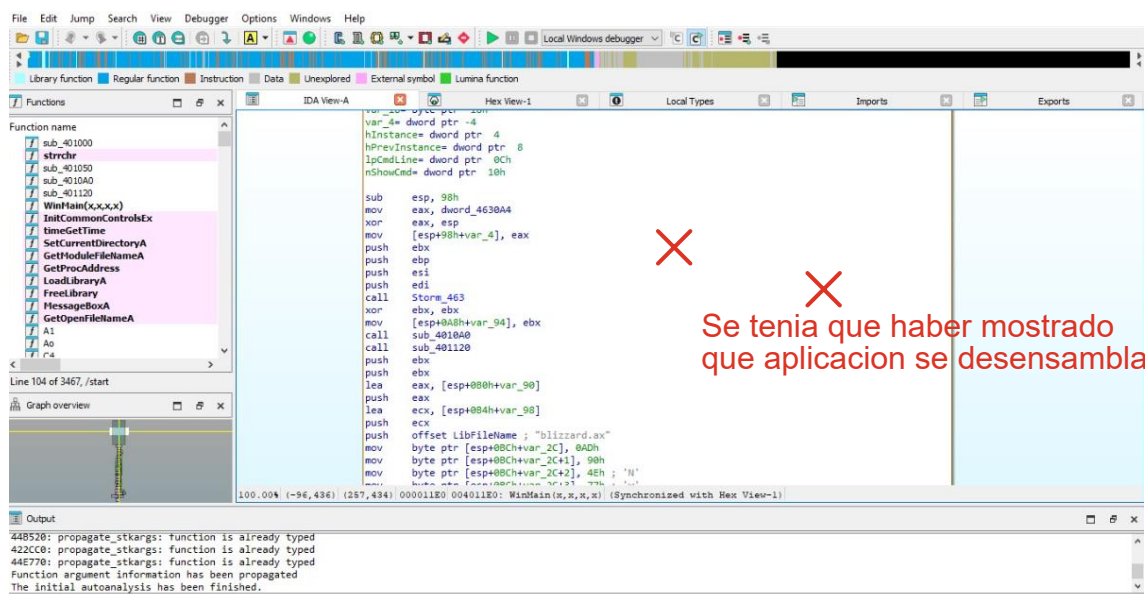 File Edit Jump Search View Debugger Options Windows Help
Local Windows debugger
Library function Regular function Instruction Data Unexplored External symbol Lumina function
Functions
IDA View-A
Hex View-1
Local Types
Imports
Exports
Function name
sub_401000
strrchr
sub_401050
sub_4010A0
sub_401120
WinMain(x,x,x,x)
InitCommonControlsEx
timeGetTime
SetCurrentDirectoryA
GetModuleFileNameA
GetProcAddress
LoadLibraryA
FreeLibrary
MessageBoxA
GetOpenFileNameA
A1
Ao
C4
Line 104 of 3467, /start
Graph overview
var_4= dword ptr -4
hInstance= dword ptr 4
hPrevInstance= dword ptr 8
lpCmdLine= dword ptr 0Ch
nShowCmd= dword ptr 10h
sub esp, 98h
mov eax, dword_4630A4
xor eax, esp
mov [esp+98h+var_4], eax
push ebx
push ebp
push esi
push edi
call Storm_463
xor ebx, ebx
mov [esp+0A8h+var_94], ebx
call sub_4010A0
call sub_401120
push ebx
push ebx
lea eax, [esp+0B0h+var_90]
push eax
lea ecx, [esp+0B4h+var_98]
push ecx
push offset LibFileName ; "blizzard.ax"
mov byte ptr [esp+0BCh+var_2C], 0ADh
mov byte ptr [esp+0BCh+var_2C+1], 90h
mov byte ptr [esp+0BCh+var_2C+2], 4Eh ; 'N'
Se tenia que haber mostrado
que aplicacion se desensambla
100.00% (-96,436) (257,434) 000011E0 004011E0: WinMain(x,x,x,x) (Synchronized with Hex View-1)
Output
44B520: propagate_stkargs: function is already typed
422CC0: propagate_stkargs: function is already typed
44E770: propagate_stkargs: function is already typed
Function argument information has been propagated
The initial autoanalysis has been finished.